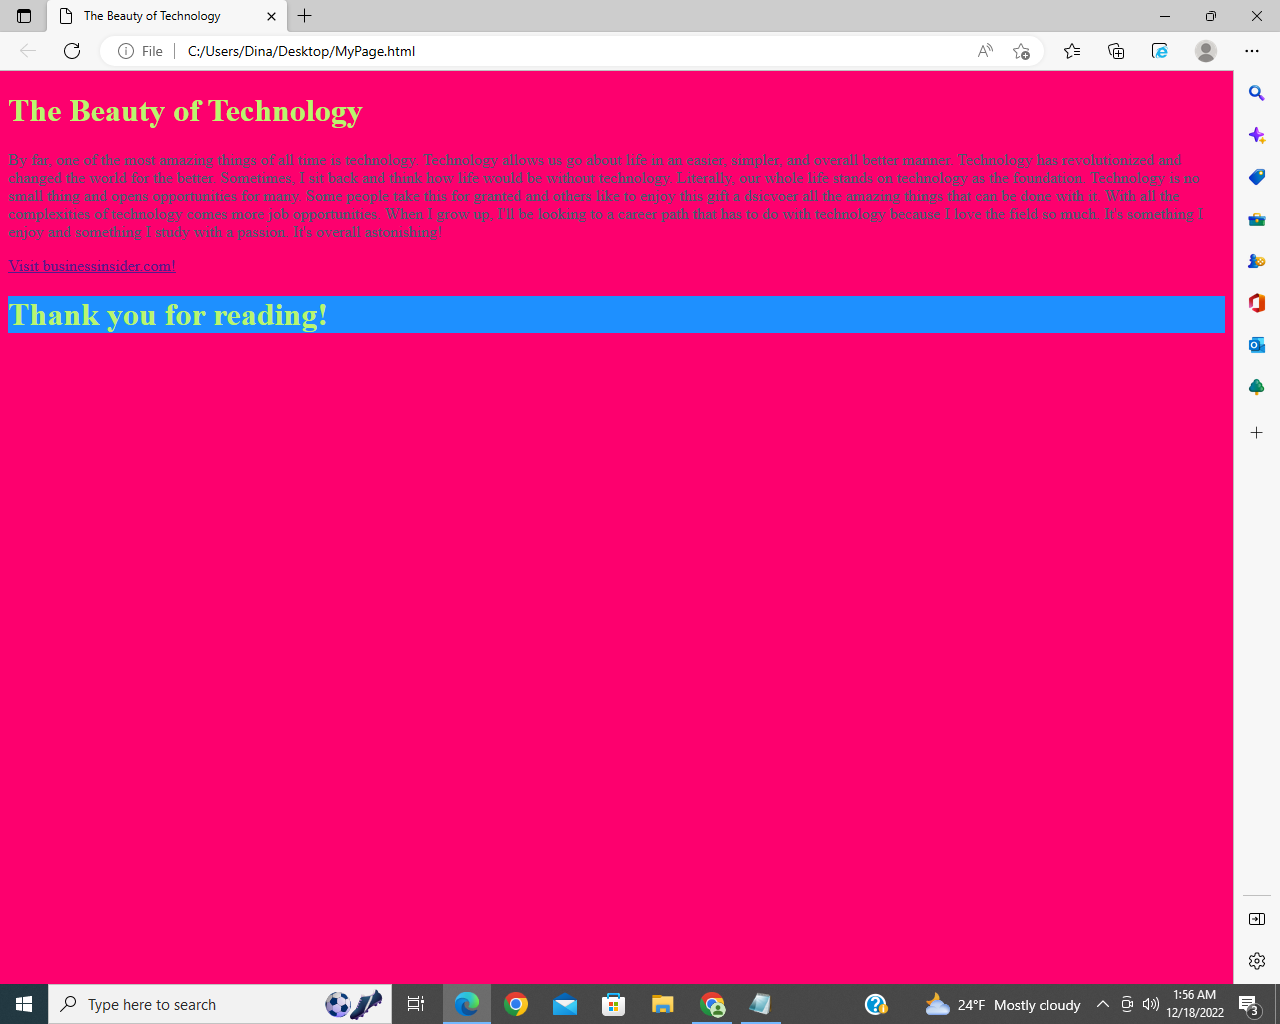 The Beauty of Technology
File
C:/Users/Dina/Desktop/MyPage.html
The Beauty of Technology
By far, one of the most amazing things of all time is technology. Technology allows us go about life in an easier, simpler, and overall better manner. Technology has revolutionized and
changed the world for the better. Sometimes, I sit back and think how life would be without technology. Literally, our whole life stands on technology as the foundation. Technology is no
small thing and opens opportunities for many. Some people take this for granted and others like to enjoy this gift a dsicvoer all the amazing things that can be done with it. With all the
complexities of technology comes more job opportunities. When I grow up, I'll be looking to a career path that has to do with technology because I love the field so much. It's something I
enjoy and something I study with a passion. It's overall astonishing!
Visit businessinsider.com!
Thank you for reading!
Type here to search
24°F Mostly cloudy
1:56 AM
12/18/2022
3